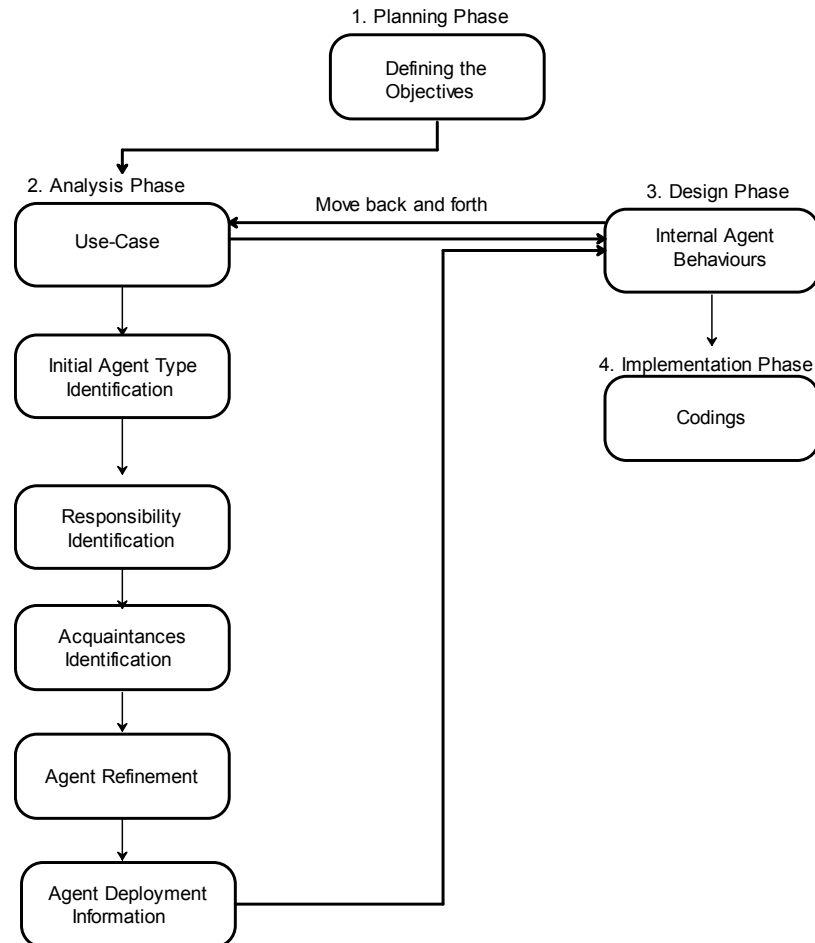 1. Planning Phase
Defining the
Objectives
2. Analysis Phase
Use-Case
Move back and forth
3. Design Phase
Internal Agent
Behaviours
Initial Agent Type
Identification
4. Implementation Phase
Codings
Responsibility
Identification
Acquaintances
Identification
Agent Refinement
Agent Deployment
Information